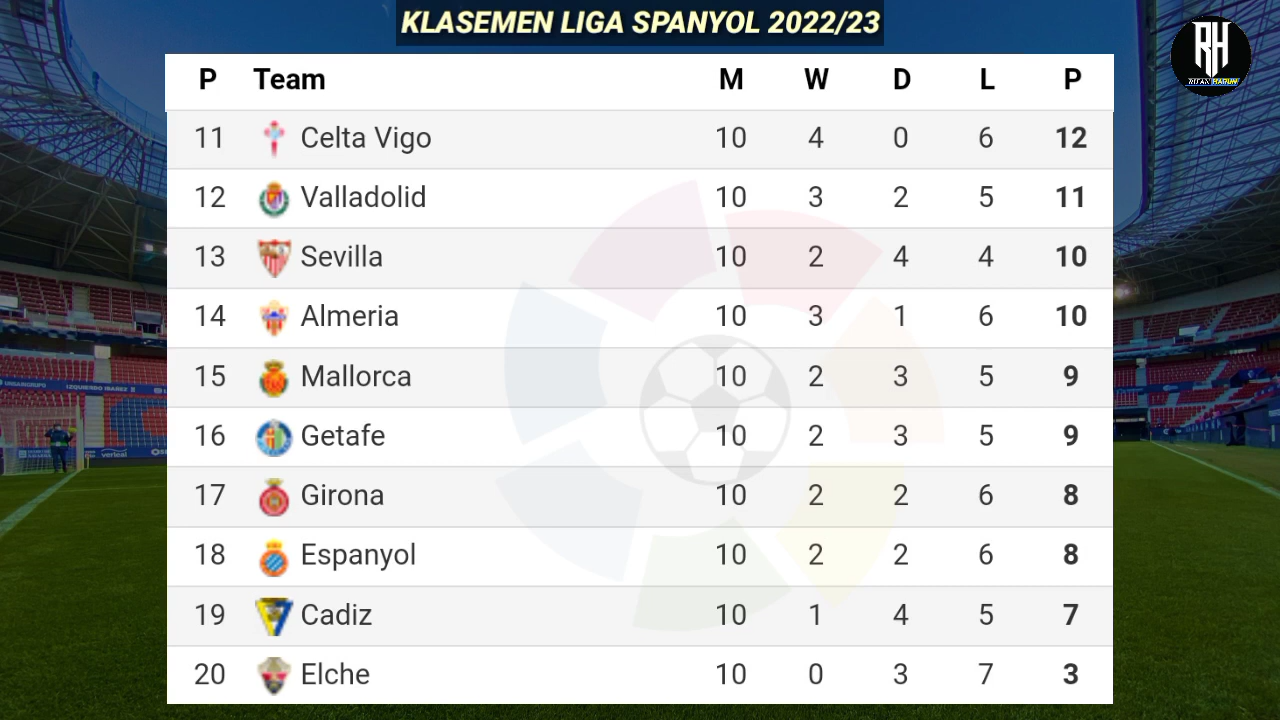 KLASEMEN LIGA SPANYOL 2022/23
RH
P Team M W D L P
11 Celta Vigo 10 4 0 6 12
12 Valladolid 10 3 2 5 11
13 Sevilla 10 2 4 4 10
14 Almeria 10 3 1 6 10
15 Mallorca 10 2 3 5 9
16 Getafe 10 2 3 5 9
17 Girona 10 2 2 6 8
18 Espanyol 10 2 2 6 8
19 Cadiz 10 1 4 5 7
20 Elche 10 0 3 7 3